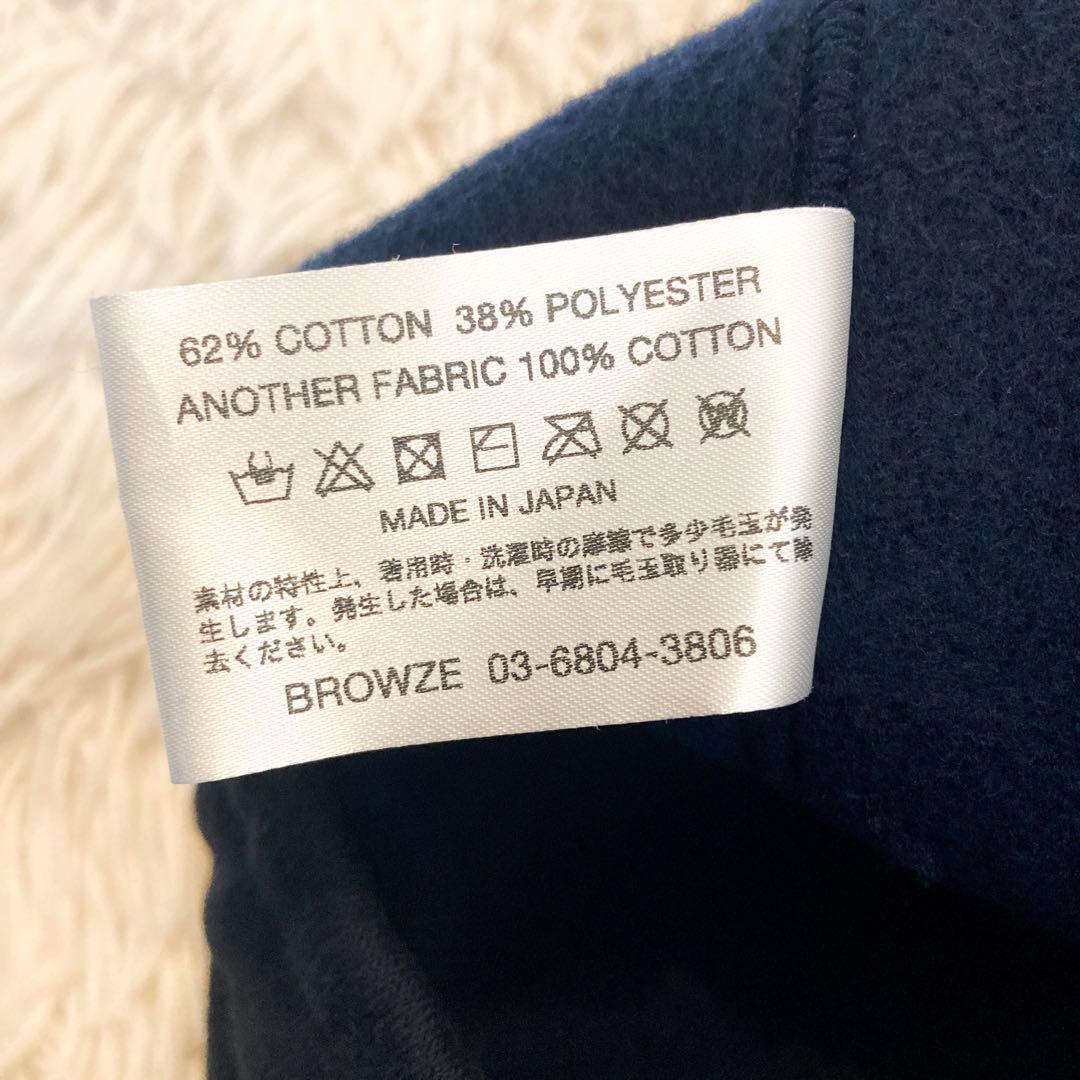 62% COTTON 38% POLYESTER
ANOTHER FABRIC 100% COTTON
MADE IN JAPAN
素材の特性上、着用時・洗濯時の摩擦で多少毛玉が発
生します。発生した場合は、早期に毛玉取り器にて除
去ください。
BROWZE 03-6804-3806